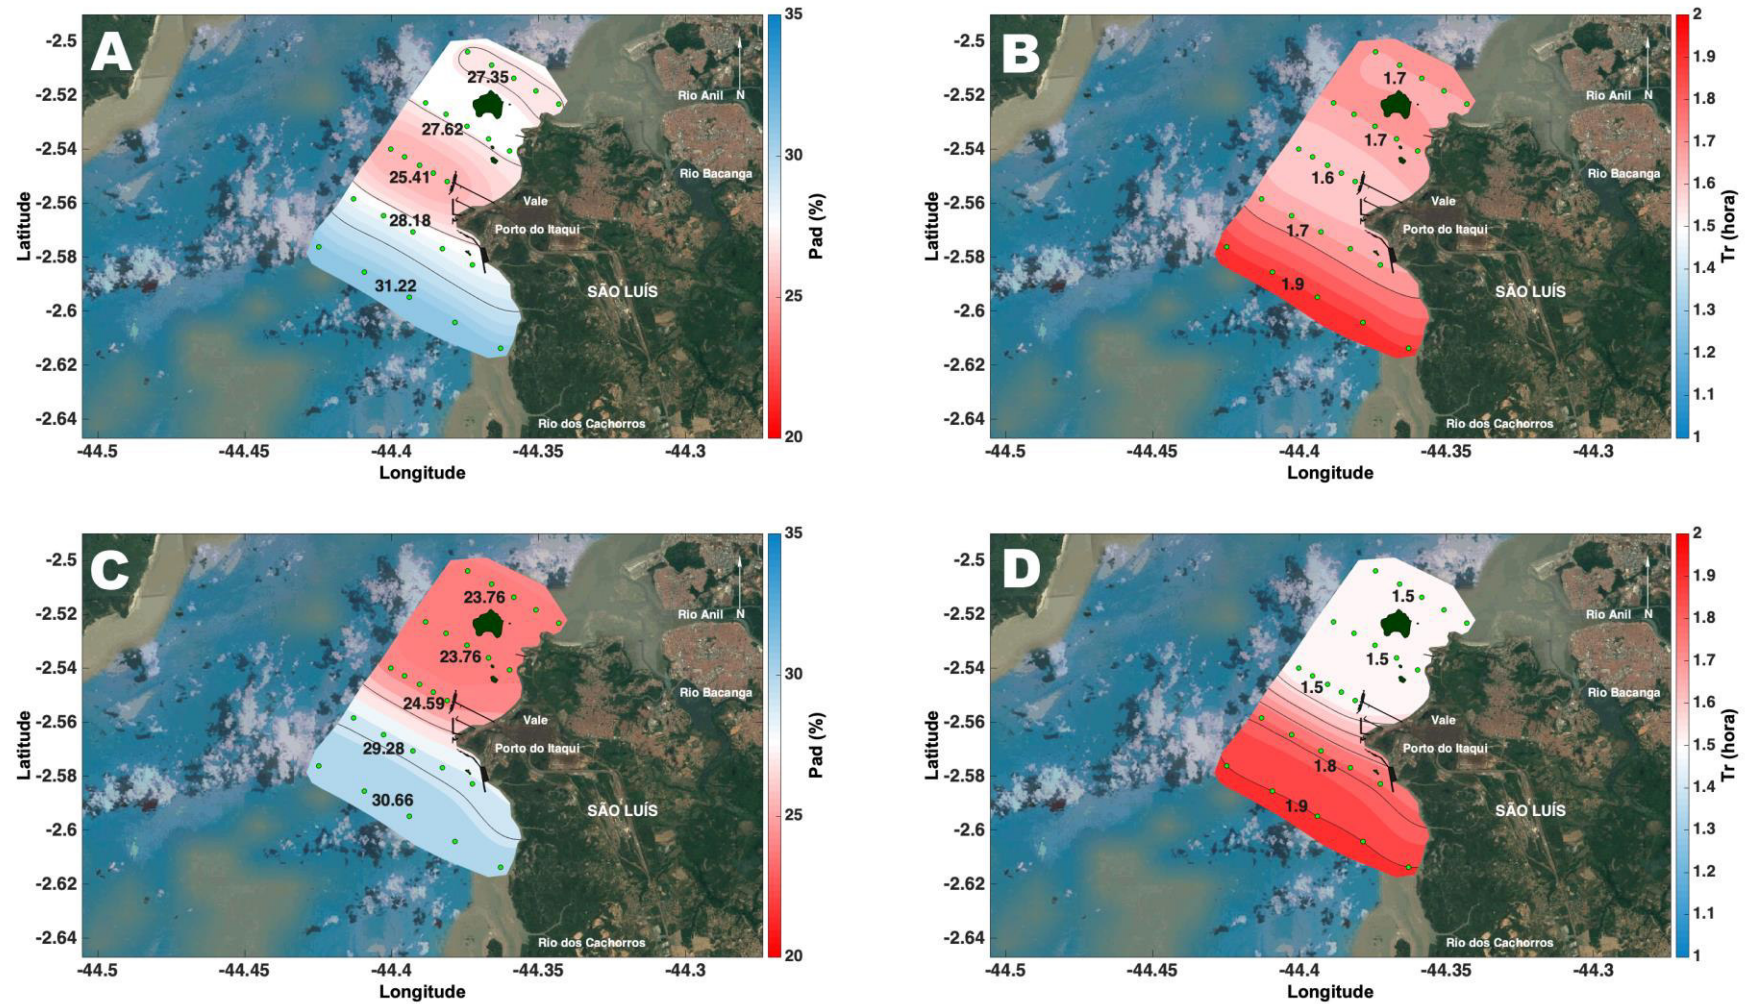 A
-2.5
-2.52
-2.54
-2.56
-2.58
-2.6
-2.62
-2.64
Latitude
-44.5
-44.45
-44.4
-44.35
-44.3
Longitude
27.35
27.62
25.41
28.18
31.22
Rio Anil
N
Rio Bacanga
Vale
Porto do Itaqui
SÃO LUÍS
Rio dos Cachorros
35
30
25
20
Pad (%)
B
-2.5
-2.52
-2.54
-2.56
-2.58
-2.6
-2.62
-2.64
Latitude
-44.5
-44.45
-44.4
-44.35
-44.3
Longitude
1.7
1.7
1.6
1.7
1.9
Rio Anil
N
Rio Bacanga
Vale
Porto do Itaqui
SÃO LUÍS
Rio dos Cachorros
2
1.9
1.8
1.7
1.6
1.5
1.4
1.3
1.2
1.1
1
Tr (hora)
C
-2.5
-2.52
-2.54
-2.56
-2.58
-2.6
-2.62
-2.64
Latitude
-44.5
-44.45
-44.4
-44.35
-44.3
Longitude
23.76
23.76
24.59
29.28
30.66
Rio Anil
N
Rio Bacanga
Vale
Porto do Itaqui
SÃO LUÍS
Rio dos Cachorros
35
30
25
20
Pad (%)
D
-2.5
-2.52
-2.54
-2.56
-2.58
-2.6
-2.62
-2.64
Latitude
-44.5
-44.45
-44.4
-44.35
-44.3
Longitude
1.5
1.5
1.5
1.8
1.9
Rio Anil
N
Rio Bacanga
Vale
Porto do Itaqui
SÃO LUÍS
Rio dos Cachorros
2
1.9
1.8
1.7
1.6
1.5
1.4
1.3
1.2
1.1
1
Tr (hora)